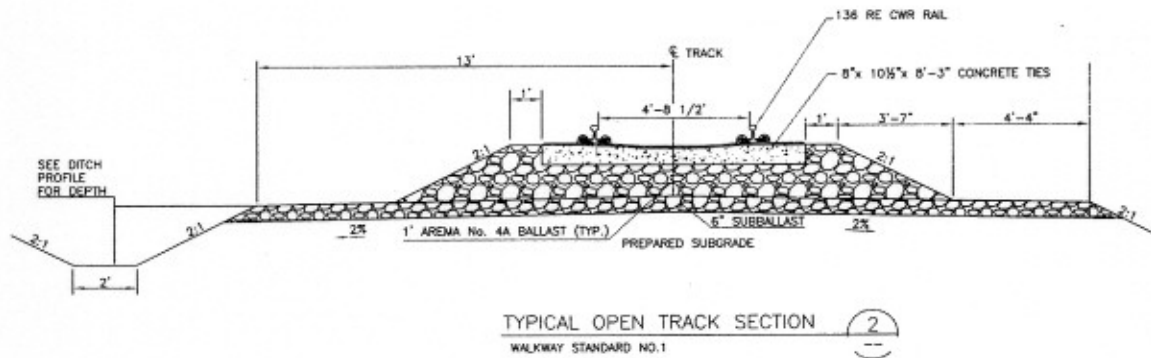 136 RE CWR RAIL
℄ TRACK
13'
8"x 10½"x 8'-3" CONCRETE TIES
1'
4'-8 1/2'
1'
3'-7"
4'-4"
2:1
2:1
SEE DITCH
PROFILE
FOR DEPTH
2:1
2:1
2:1
2%
1' AREMA No. 4A BALLAST (TYP.)
6" SUBBALLAST
2%
PREPARED SUBGRADE
2'
TYPICAL OPEN TRACK SECTION
2
--
WALKWAY STANDARD NO.1